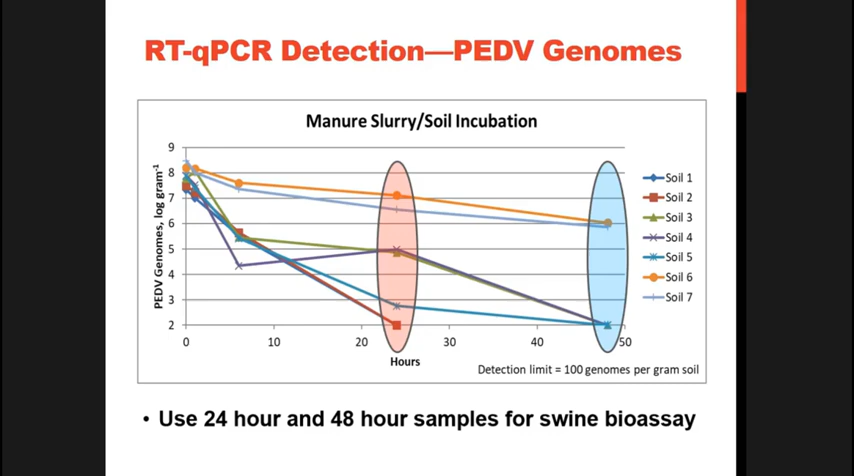 RT-qPCR Detection—PEDV Genomes
Manure Slurry/Soil Incubation
PEDV Genomes, log gram-1
9
8
7
6
5
4
3
2
0
10
20
30
40
50
Hours
Soil 1
Soil 2
Soil 3
Soil 4
Soil 5
Soil 6
Soil 7
Detection limit = 100 genomes per gram soil
• Use 24 hour and 48 hour samples for swine bioassay